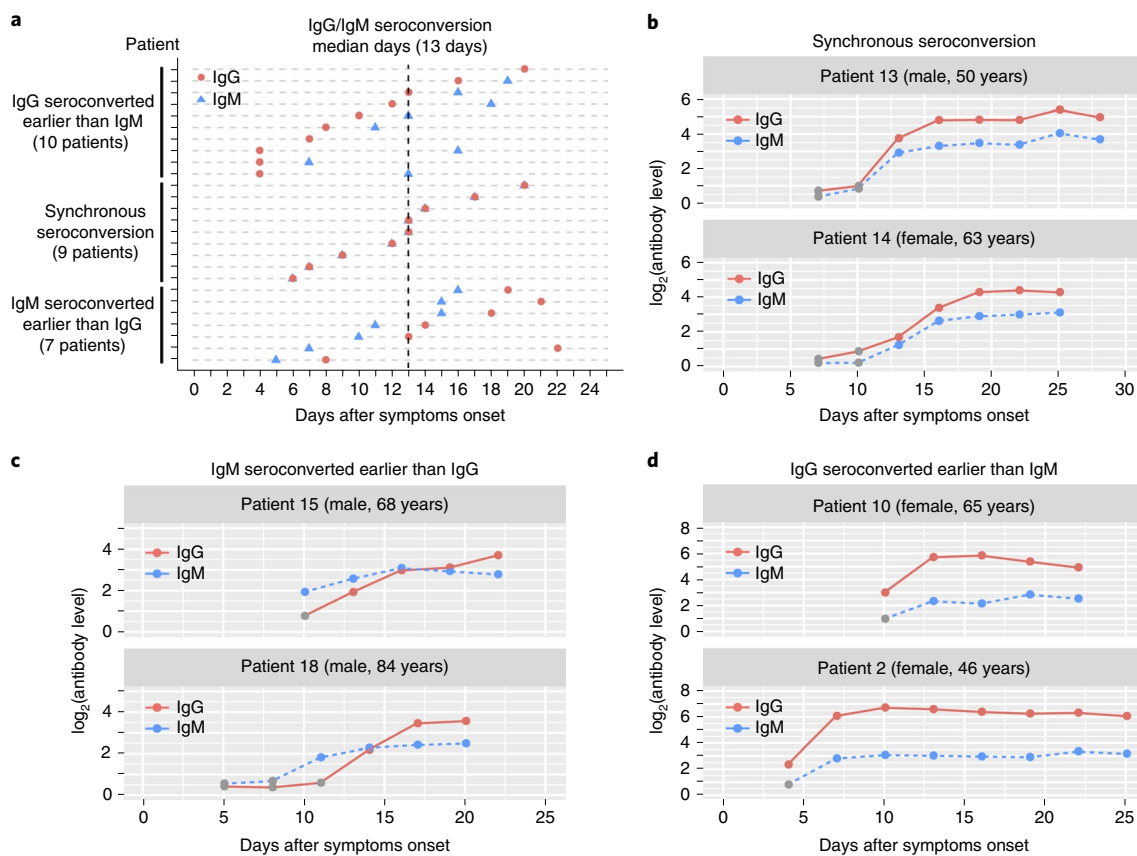 a
IgG/IgM seroconversion
median days (13 days)
Patient
IgG
IgM
IgG seroconverted
earlier than IgM
(10 patients)
Synchronous
seroconversion
(9 patients)
IgM seroconverted
earlier than IgG
(7 patients)
0 2 4 6 8 10 12 14 16 18 20 22 24
Days after symptoms onset
b
Synchronous seroconversion
Patient 13 (male, 50 years)
6
4
2
0
IgG
IgM
Patient 14 (female, 63 years)
6
4
2
0
IgG
IgM
log2(antibody level)
0 5 10 15 20 25 30
Days after symptoms onset
c
IgM seroconverted earlier than IgG
Patient 15 (male, 68 years)
4
2
0
IgG
IgM
Patient 18 (male, 84 years)
4
2
0
IgG
IgM
log2(antibody level)
0 5 10 15 20 25
Days after symptoms onset
d
IgG seroconverted earlier than IgM
Patient 10 (female, 65 years)
8
6
4
2
0
IgG
IgM
Patient 2 (female, 46 years)
8
6
4
2
0
IgG
IgM
log2(antibody level)
0 5 10 15 20 25
Days after symptoms onset